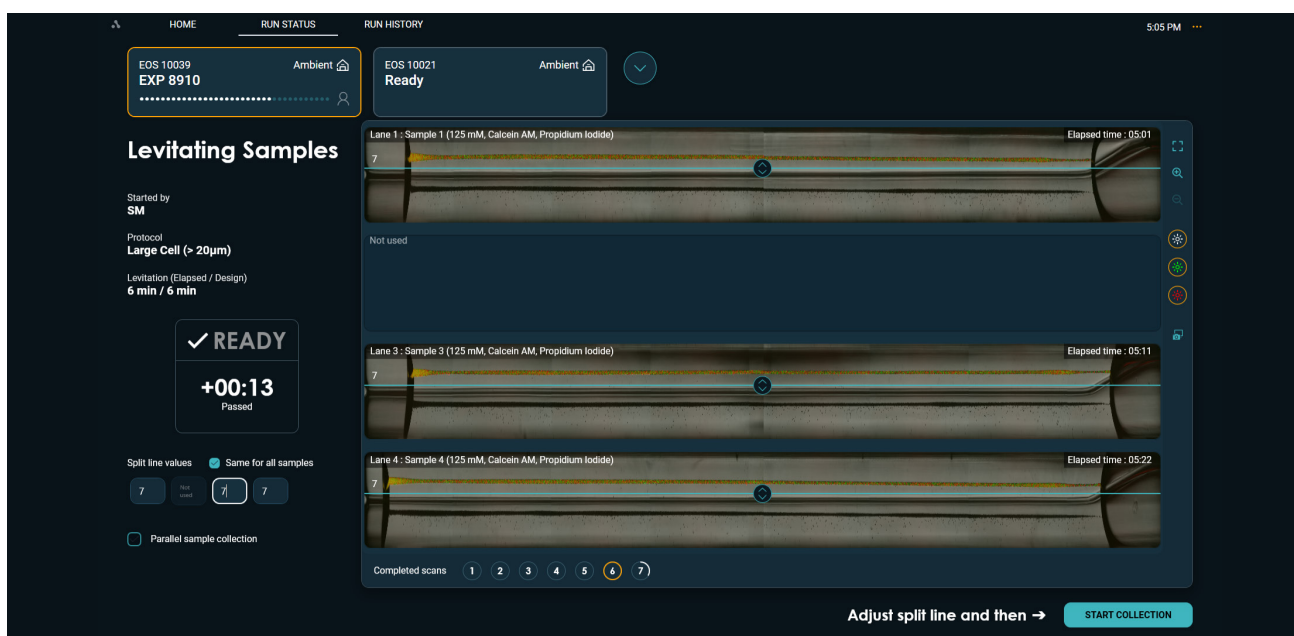 HOME RUN STATUS RUN HISTORY 5:05 PM
EOS 10039 Ambient
EXP 8910
EOS 10021 Ambient
Ready
Levitating Samples
Started by
SM
Protocol
Large Cell (> 20μm)
Levitation (Elapsed / Design)
6 min / 6 min
READY
+00:13
Passed
Split line values Same for all samples
7 Not used 7 7
Parallel sample collection
Lane 1 : Sample 1 (125 mM, Calcein AM, Propidium Iodide) Elapsed time : 05:01
7
Not used
Lane 3 : Sample 3 (125 mM, Calcein AM, Propidium Iodide) Elapsed time : 05:11
7
Lane 4 : Sample 4 (125 mM, Calcein AM, Propidium Iodide) Elapsed time : 05:22
7
Completed scans 1 2 3 4 5 6 7
Adjust split line and then → START COLLECTION